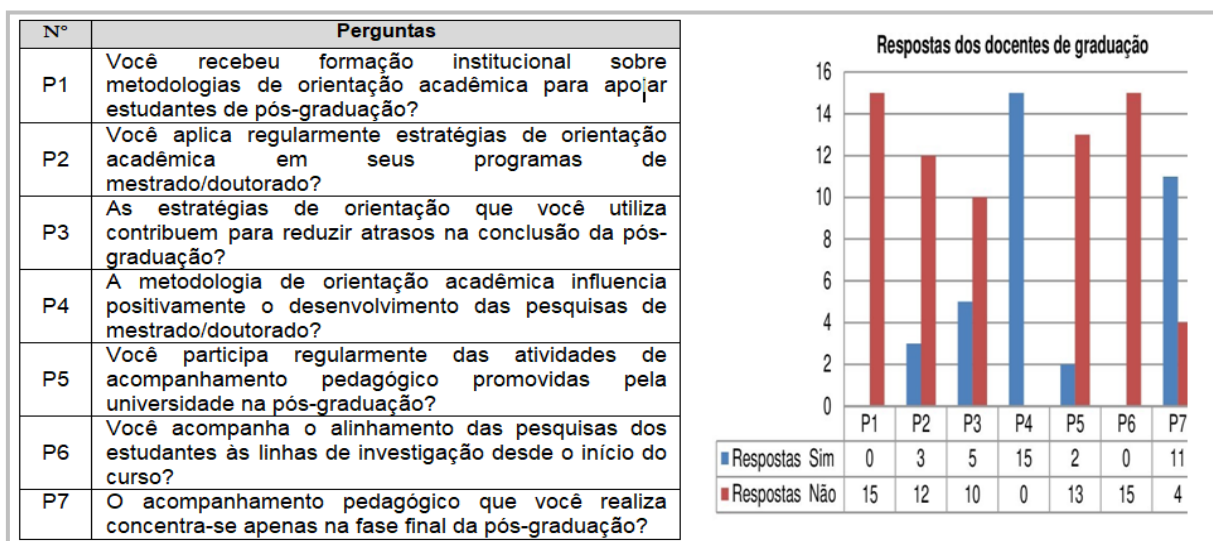 Nº Perguntas
P1 Você recebeu formação institucional sobre
metodologias de orientação acadêmica para apoiar
estudantes de pós-graduação?
P2 Você aplica regularmente estratégias de orientação
acadêmica em seus programas de
mestrado/doutorado?
P3 As estratégias de orientação que você utiliza
contribuem para reduzir atrasos na conclusão da pós-
graduação?
P4 A metodologia de orientação acadêmica influencia
positivamente o desenvolvimento das pesquisas de
mestrado/doutorado?
P5 Você participa regularmente das atividades de
acompanhamento pedagógico promovidas pela
universidade na pós-graduação?
P6 Você acompanha o alinhamento das pesquisas dos
estudantes às linhas de investigação desde o início do
curso?
P7 O acompanhamento pedagógico que você realiza
concentra-se apenas na fase final da pós-graduação?
Respostas dos docentes de graduação
16
14
12
10
8
6
4
2
0
P1 P2 P3 P4 P5 P6 P7
Respostas Sim 0 3 5 15 2 0 11
Respostas Não 15 12 10 0 13 15 4